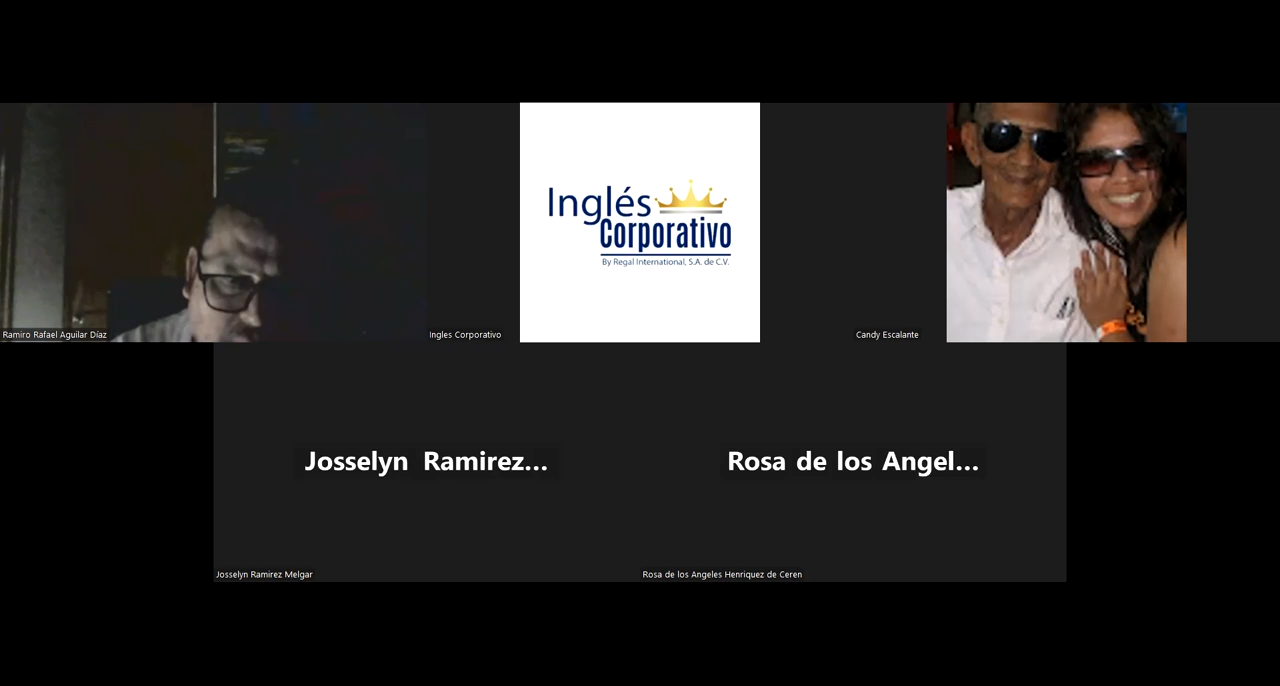 Inglés
Corporativo
By Regal International, S.A. de C.V.
Ramiro Rafael Aguilar Díaz
Ingles Corporativo
Candy Escalante
Josselyn Ramirez...
Rosa de los Angel...
Josselyn Ramirez Melgar
Rosa de los Angeles Henriquez de Ceren